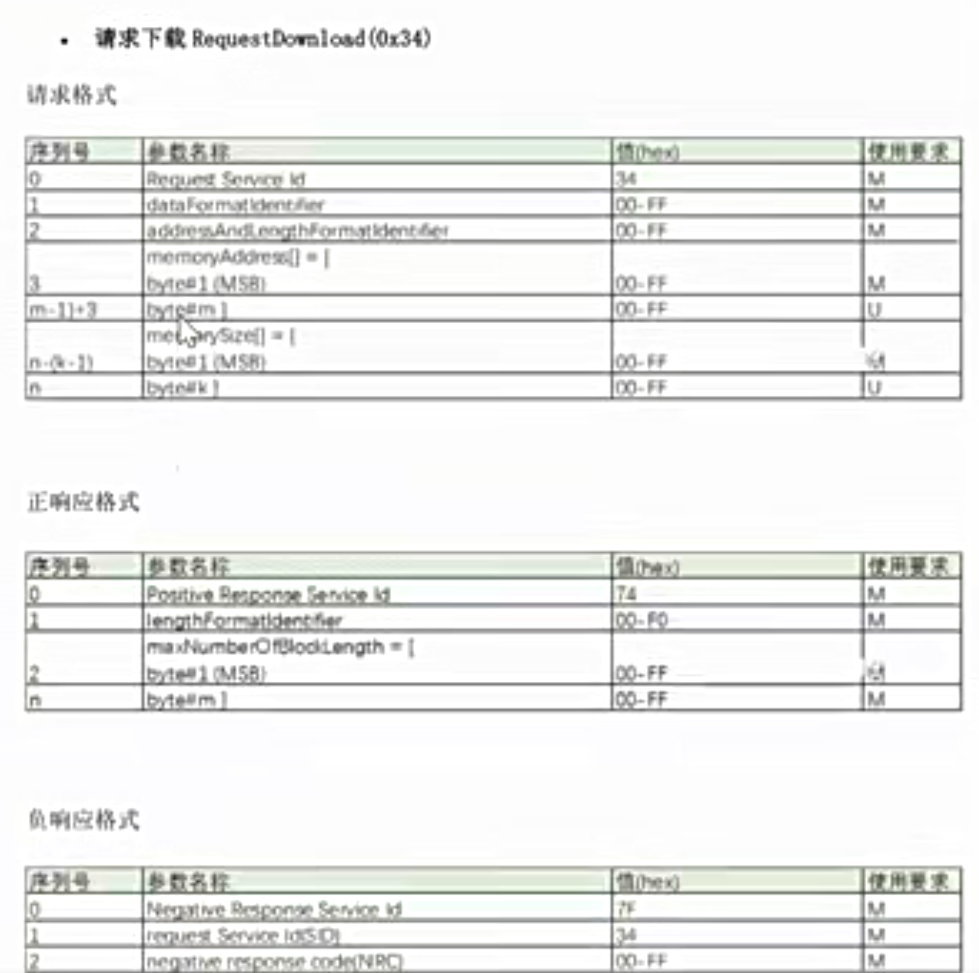 • 请求下载 RequestDownload(0x34)
请求格式
序列号 参数名称 值(hex) 使用要求
0 Request Service Id 34 M
1 dataFormatIdentifier 00-FF M
2 addressAndLengthFormatIdentifier 00-FF M
memoryAddress[] = [
3 byte#1 (MSB) 00-FF M
m-1)+3 byte#m ] 00-FF U
memorySize[] = [
n-(k-1) byte#1 (MSB) 00-FF M
n byte#k ] 00-FF U
正响应格式
序列号 参数名称 值(hex) 使用要求
0 Positive Response Service Id 74 M
1 lengthFormatIdentifier 00-F0 M
maxNumberOfBlockLength = [
2 byte#1 (MSB) 00-FF M
n byte#m ] 00-FF M
负响应格式
序列号 参数名称 值(hex) 使用要求
0 Negative Response Service Id 7F M
1 request Service Id(SID) 34 M
2 negative response code(NRC) 00-FF M